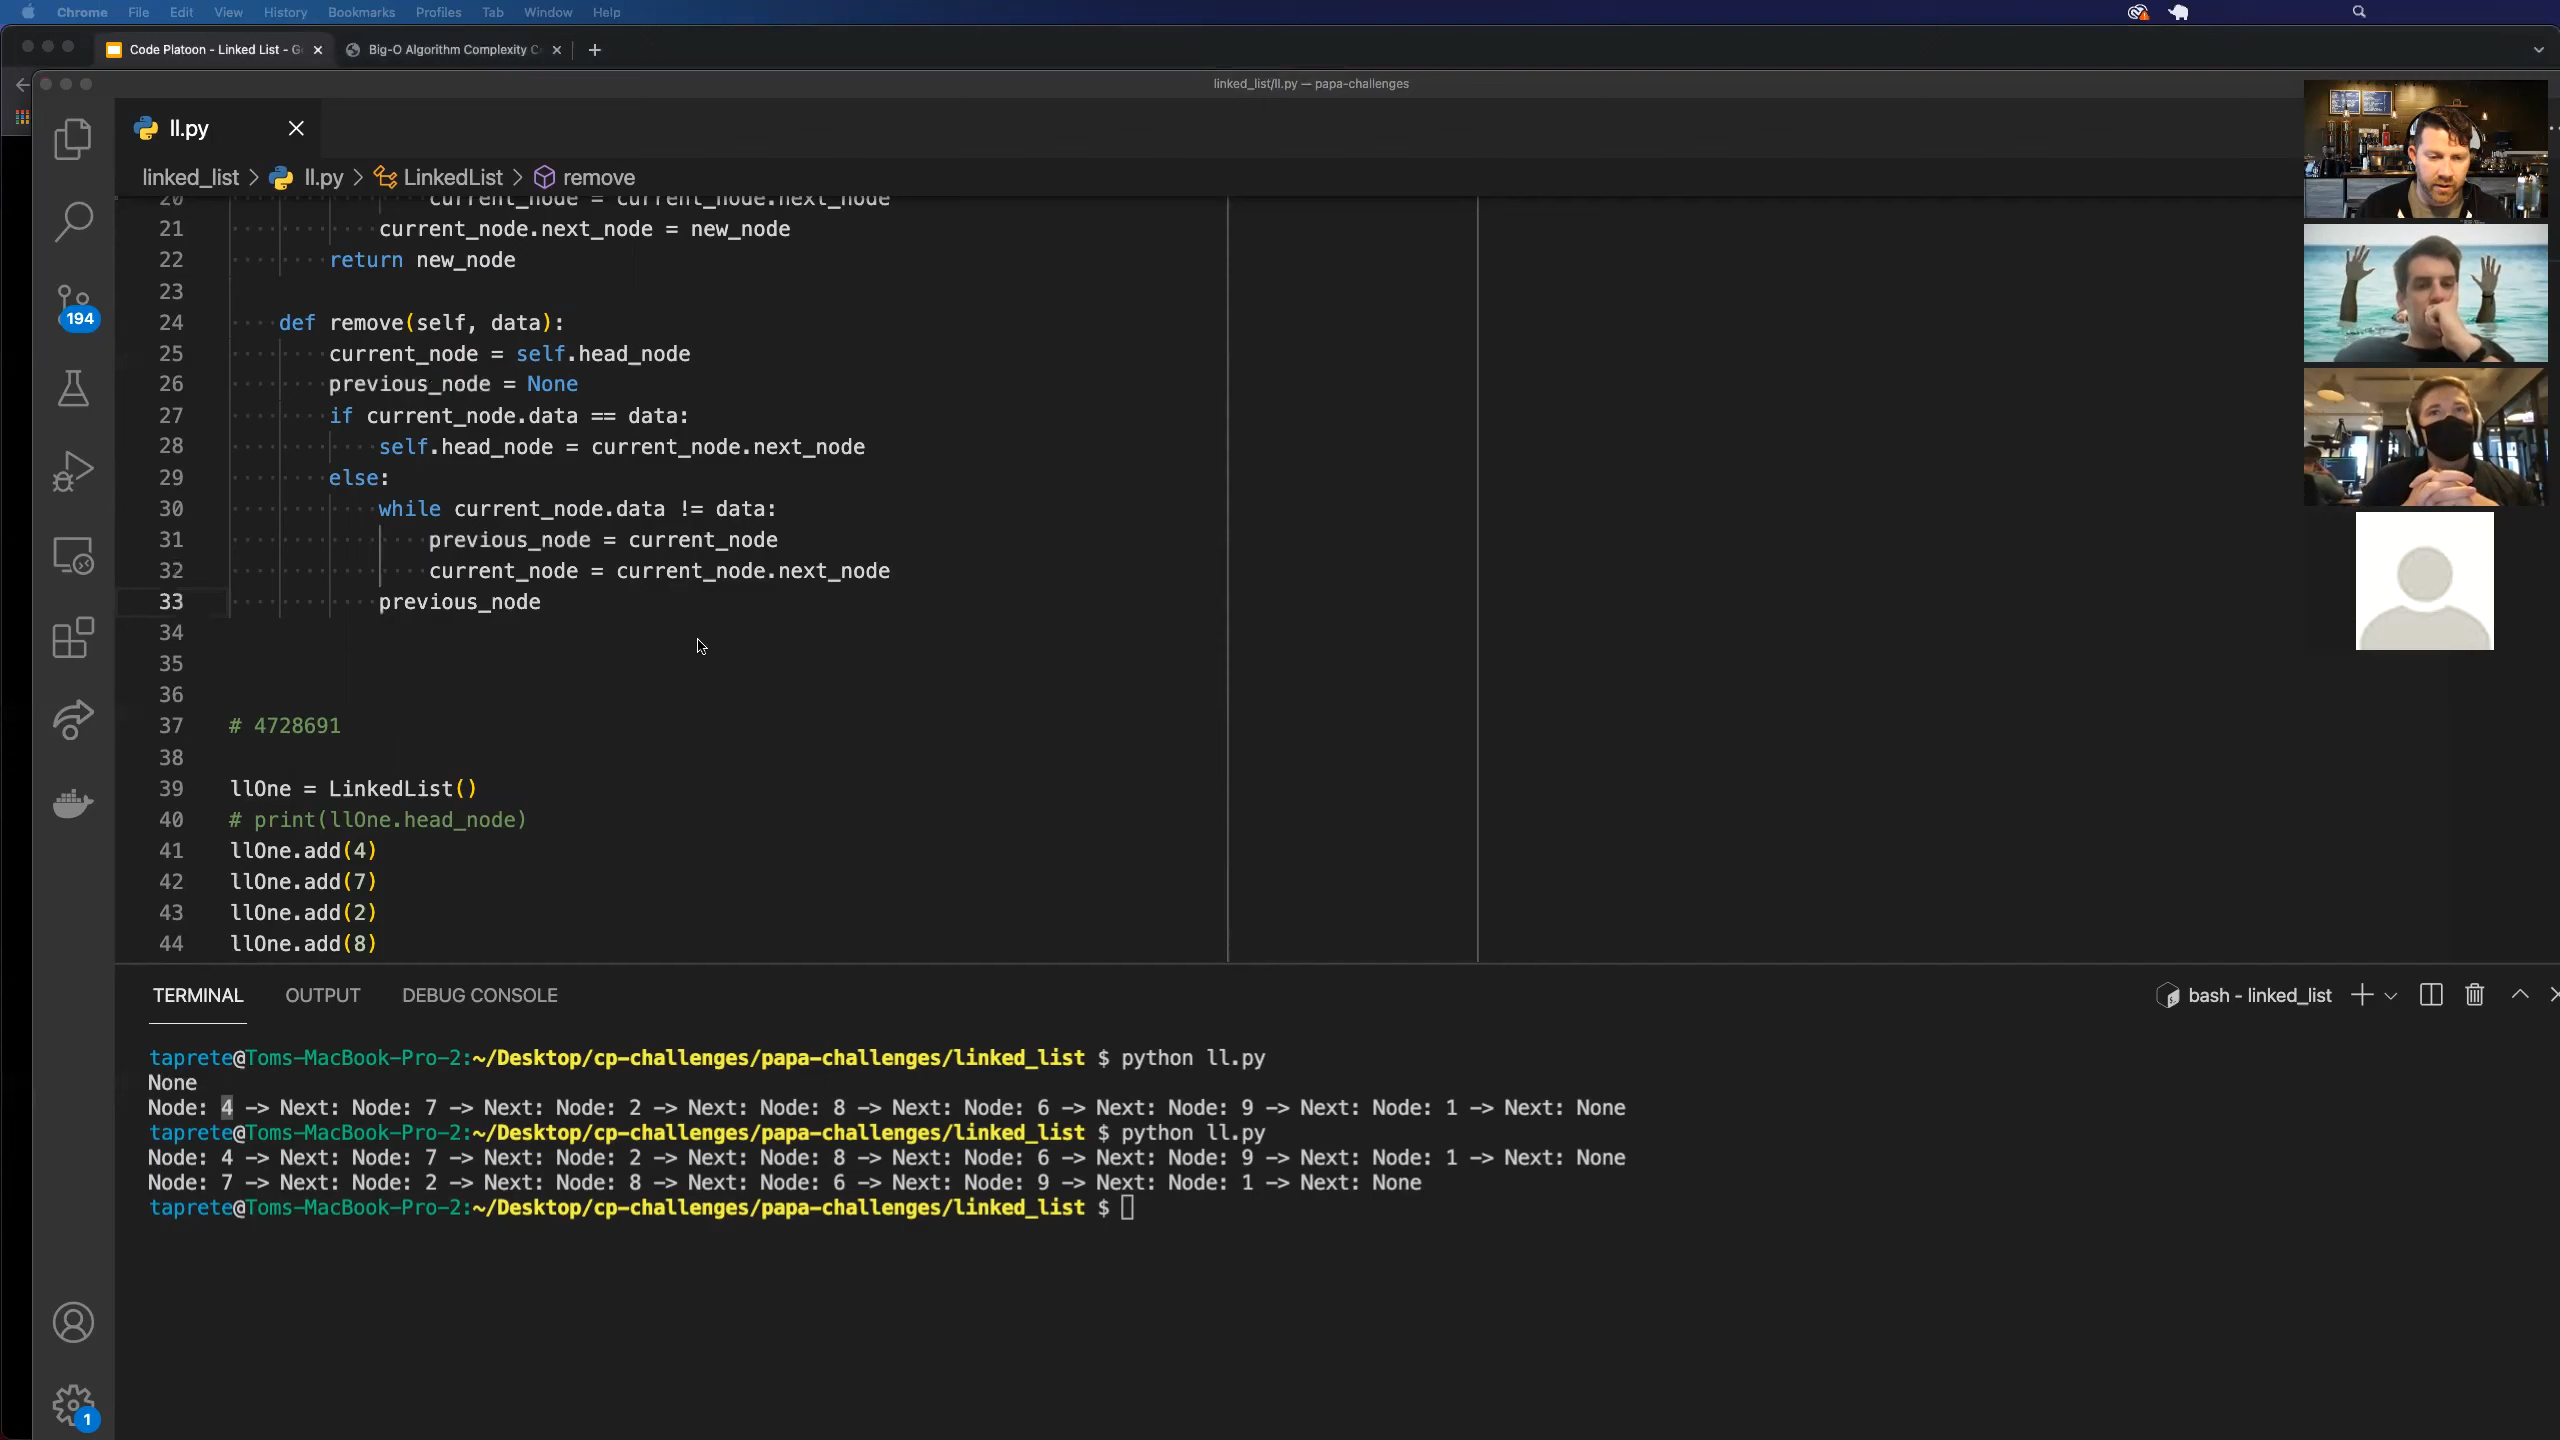 Chrome File Edit View History Bookmarks Profiles Tab Window Help
Code Platoon - Linked List - G
Big-O Algorithm Complexity C
linked_list/ll.py — papa-challenges
ll.py
linked_list > ll.py > LinkedList > remove
20 current_node = current_node.next_node
21 current_node.next_node = new_node
22 return new_node
23
24 def remove(self, data):
25 current_node = self.head_node
26 previous_node = None
27 if current_node.data == data:
28 self.head_node = current_node.next_node
29 else:
30 while current_node.data != data:
31 previous_node = current_node
32 current_node = current_node.next_node
33 previous_node
34
35
36
37 # 4728691
38
39 llOne = LinkedList()
40 # print(llOne.head_node)
41 llOne.add(4)
42 llOne.add(7)
43 llOne.add(2)
44 llOne.add(8)
194
1
TERMINAL OUTPUT DEBUG CONSOLE
bash - linked_list
taprete@Toms-MacBook-Pro-2:~/Desktop/cp-challenges/papa-challenges/linked_list $ python ll.py
None
Node: 4 -> Next: Node: 7 -> Next: Node: 2 -> Next: Node: 8 -> Next: Node: 6 -> Next: Node: 9 -> Next: Node: 1 -> Next: None
taprete@Toms-MacBook-Pro-2:~/Desktop/cp-challenges/papa-challenges/linked_list $ python ll.py
Node: 4 -> Next: Node: 7 -> Next: Node: 2 -> Next: Node: 8 -> Next: Node: 6 -> Next: Node: 9 -> Next: Node: 1 -> Next: None
Node: 7 -> Next: Node: 2 -> Next: Node: 8 -> Next: Node: 6 -> Next: Node: 9 -> Next: Node: 1 -> Next: None
taprete@Toms-MacBook-Pro-2:~/Desktop/cp-challenges/papa-challenges/linked_list $